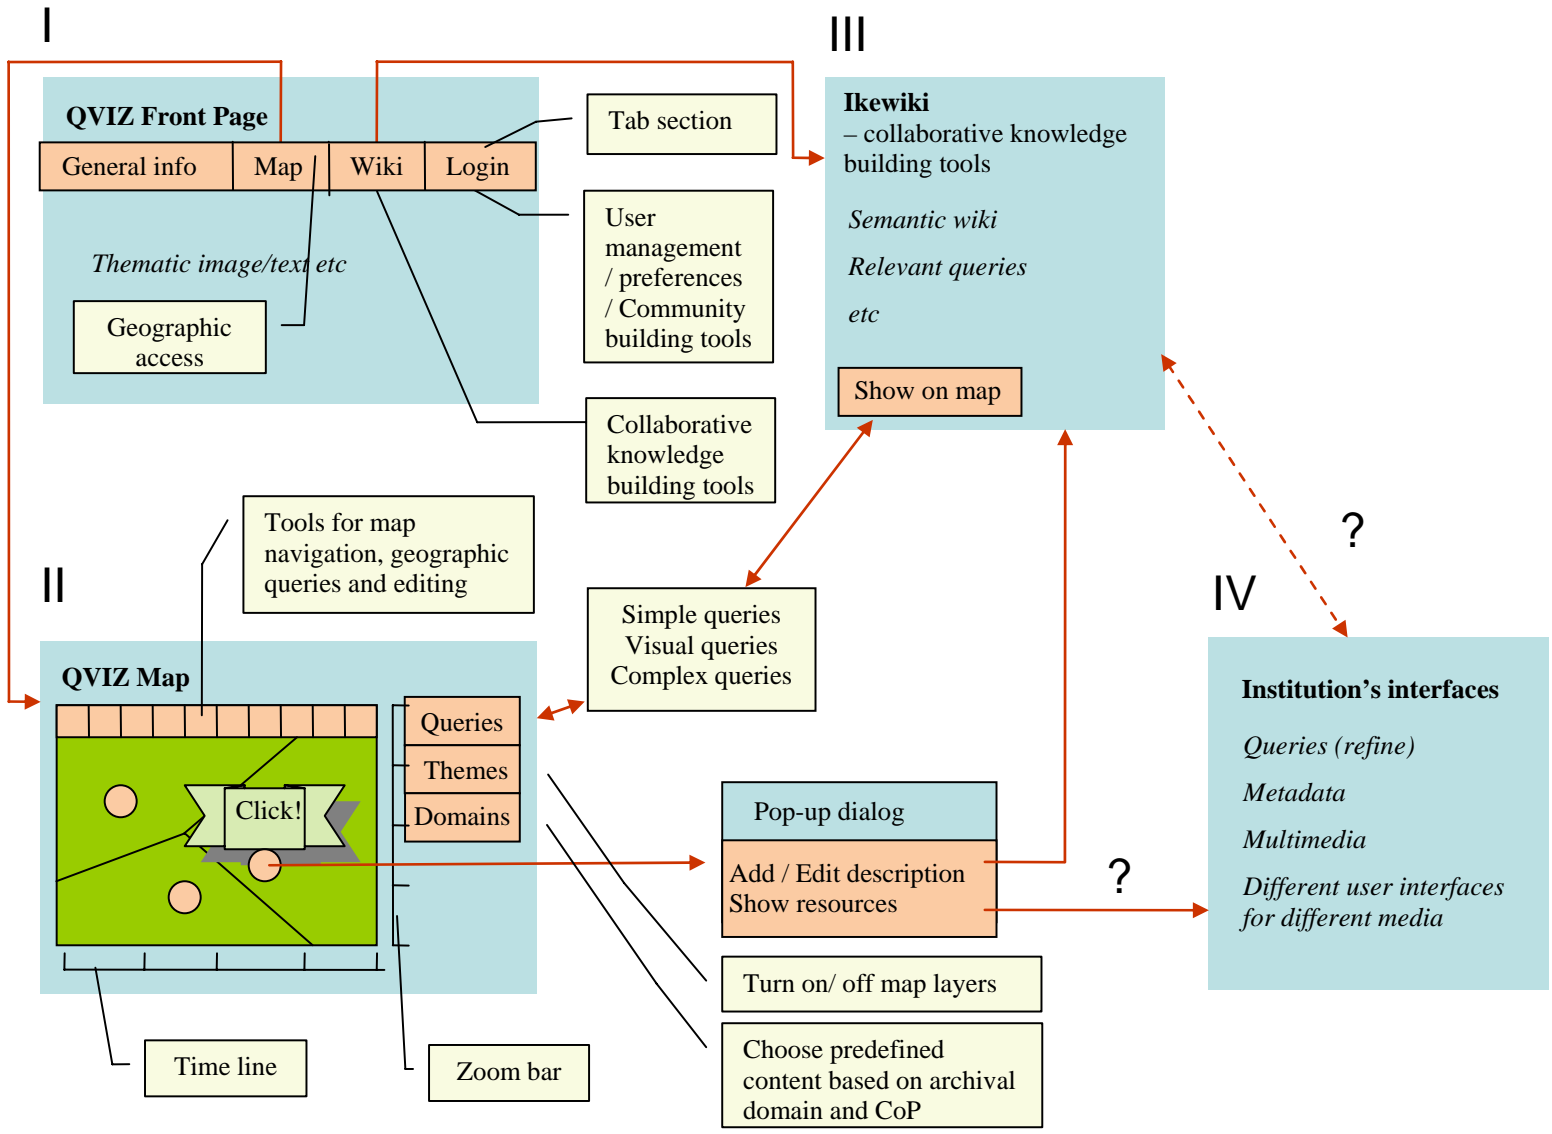 I
QVIZ Front Page
General info
Map
Wiki
Login
Thematic image/text etc
Geographic
access
Tab section
User
management
/ preferences
/ Community
building tools
Collaborative
knowledge
building tools
III
Ikewiki
– collaborative knowledge
building tools
Semantic wiki
Relevant queries
etc
Show on map
Tools for map
navigation, geographic
queries and editing
II
QVIZ Map
Click!
Queries
Themes
Domains
Simple queries
Visual queries
Complex queries
Pop-up dialog
Add / Edit description
Show resources
?
?
IV
Institution’s interfaces
Queries (refine)
Metadata
Multimedia
Different user interfaces
for different media
Turn on/ off map layers
Choose predefined
content based on archival
domain and CoP
Time line
Zoom bar